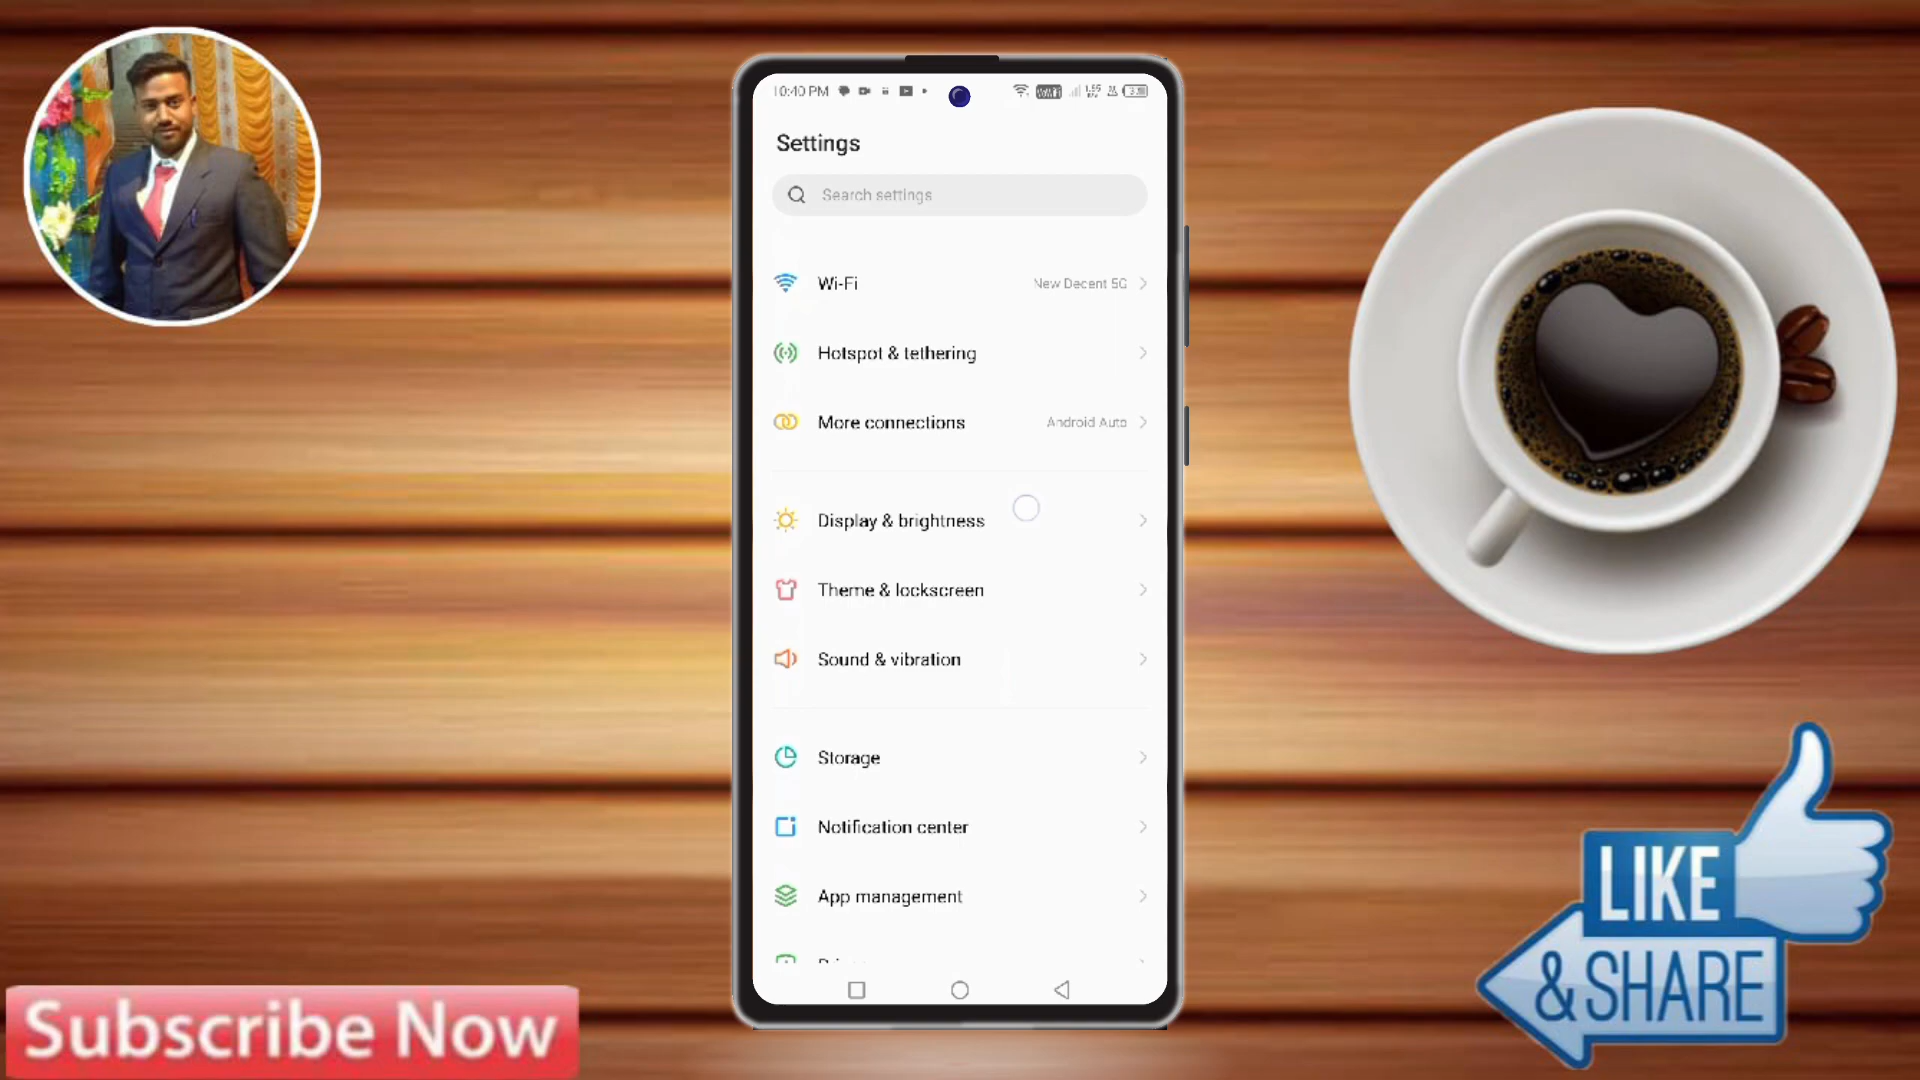 10:40 PM
Settings
Search settings
Wi-Fi
New Decent 5G
Hotspot & tethering
More connections
Android Auto
Display & brightness
Theme & lockscreen
Sound & vibration
Storage
Notification center
App management
LIKE
& SHARE
Subscribe Now